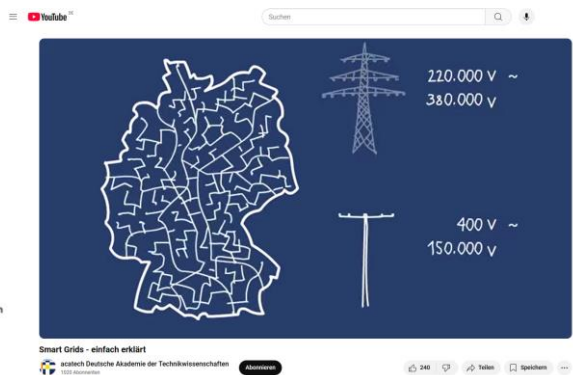 YouTube DE
Suchen
220.000 V ~
380.000 V
400 V ~
150.000 V
Smart Grids - einfach erklärt
acatech Deutsche Akademie der Technikwissenschaften
Abonnieren
240
Teilen
Speichern